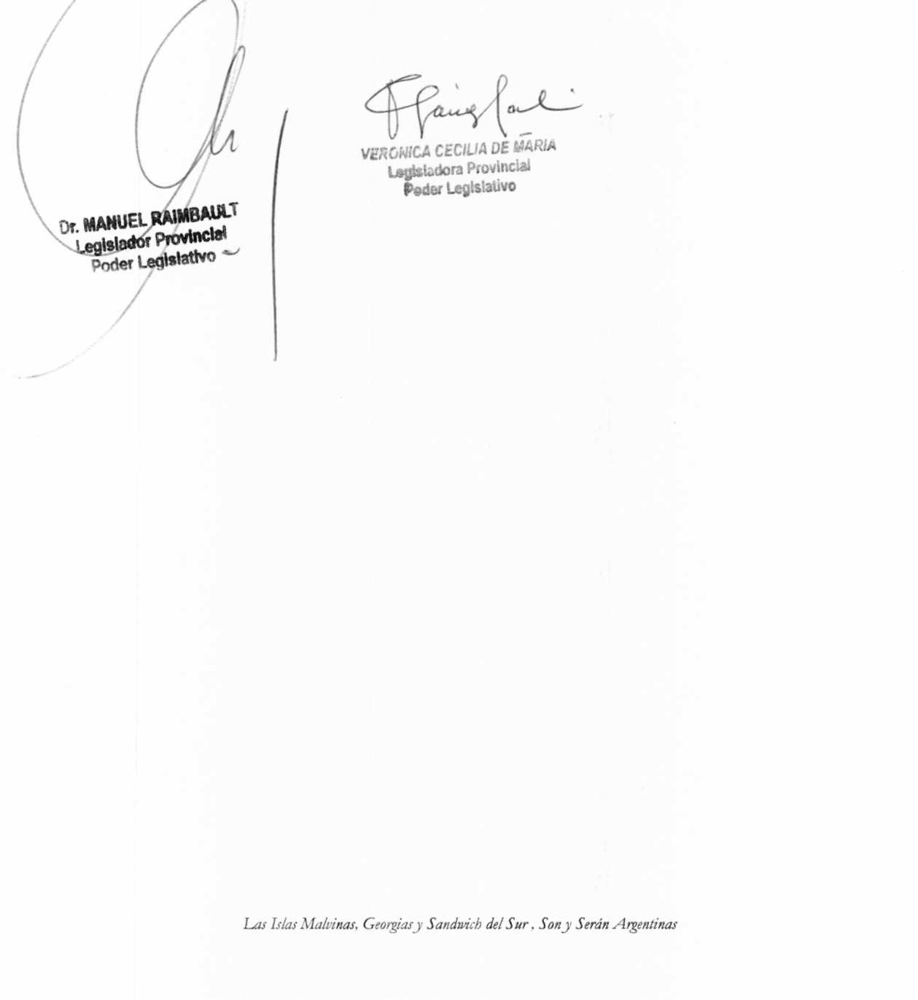 VERONICA CECILIA DE MARIA
Legisladora Provincial
Poder Legislativo
Dr. MANUEL RAIMBAULT
Legislador Provincial
Poder Legislativo
Las Islas Malvinas, Georgias y Sandwich del Sur, Son y Serán Argentinas